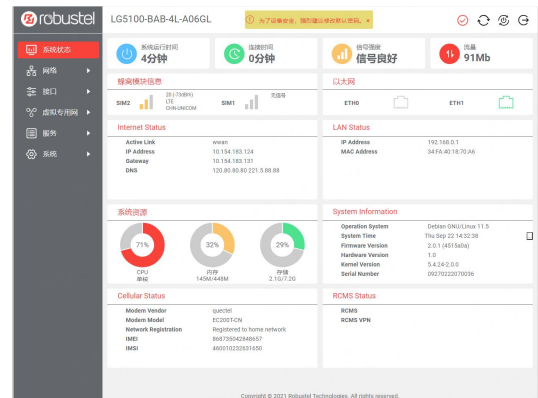 robustel
LG5100-BAB-4L-A06GL
为了设备安全，强烈建议修改默认密码。 ×
系统状态
网络
接口
虚拟专用网
服务
系统
系统运行时间
4分钟
连接时间
0分钟
信号强度
信号良好
流量
91Mb
蜂窝模块信息
SIM2
20 (-73dBm)
LTE
CHN-UNICOM
SIM1
无信号
以太网
ETH0
ETH1
Internet Status
Active Link wwan
IP Address 10.154.183.124
Gateway 10.154.183.131
DNS 120.80.80.80 221.5.88.88
LAN Status
IP Address 192.168.0.1
MAC Address 34:FA:40:18:70:A6
系统资源
71%
CPU
单核
32%
内存
145M/448M
29%
存储
2.1G/7.2G
System Information
Operation System Debian GNU/Linux 11.5
System Time Thu Sep 22 14:32:38
Firmware Version 2.0.1 (4515a0a)
Hardware Version 1.0
Kernel Version 5.4.24-2.0.0
Serial Number 09270222070036
Cellular Status
Modem Vendor quectel
Modem Model EC200T-CN
Network Registration Registered to home network
IMEI 868735042848657
IMSI 460010232631650
RCMS Status
RCMS
RCMS VPN
Copyright © 2021 Robustel Technologies. All rights reserved.